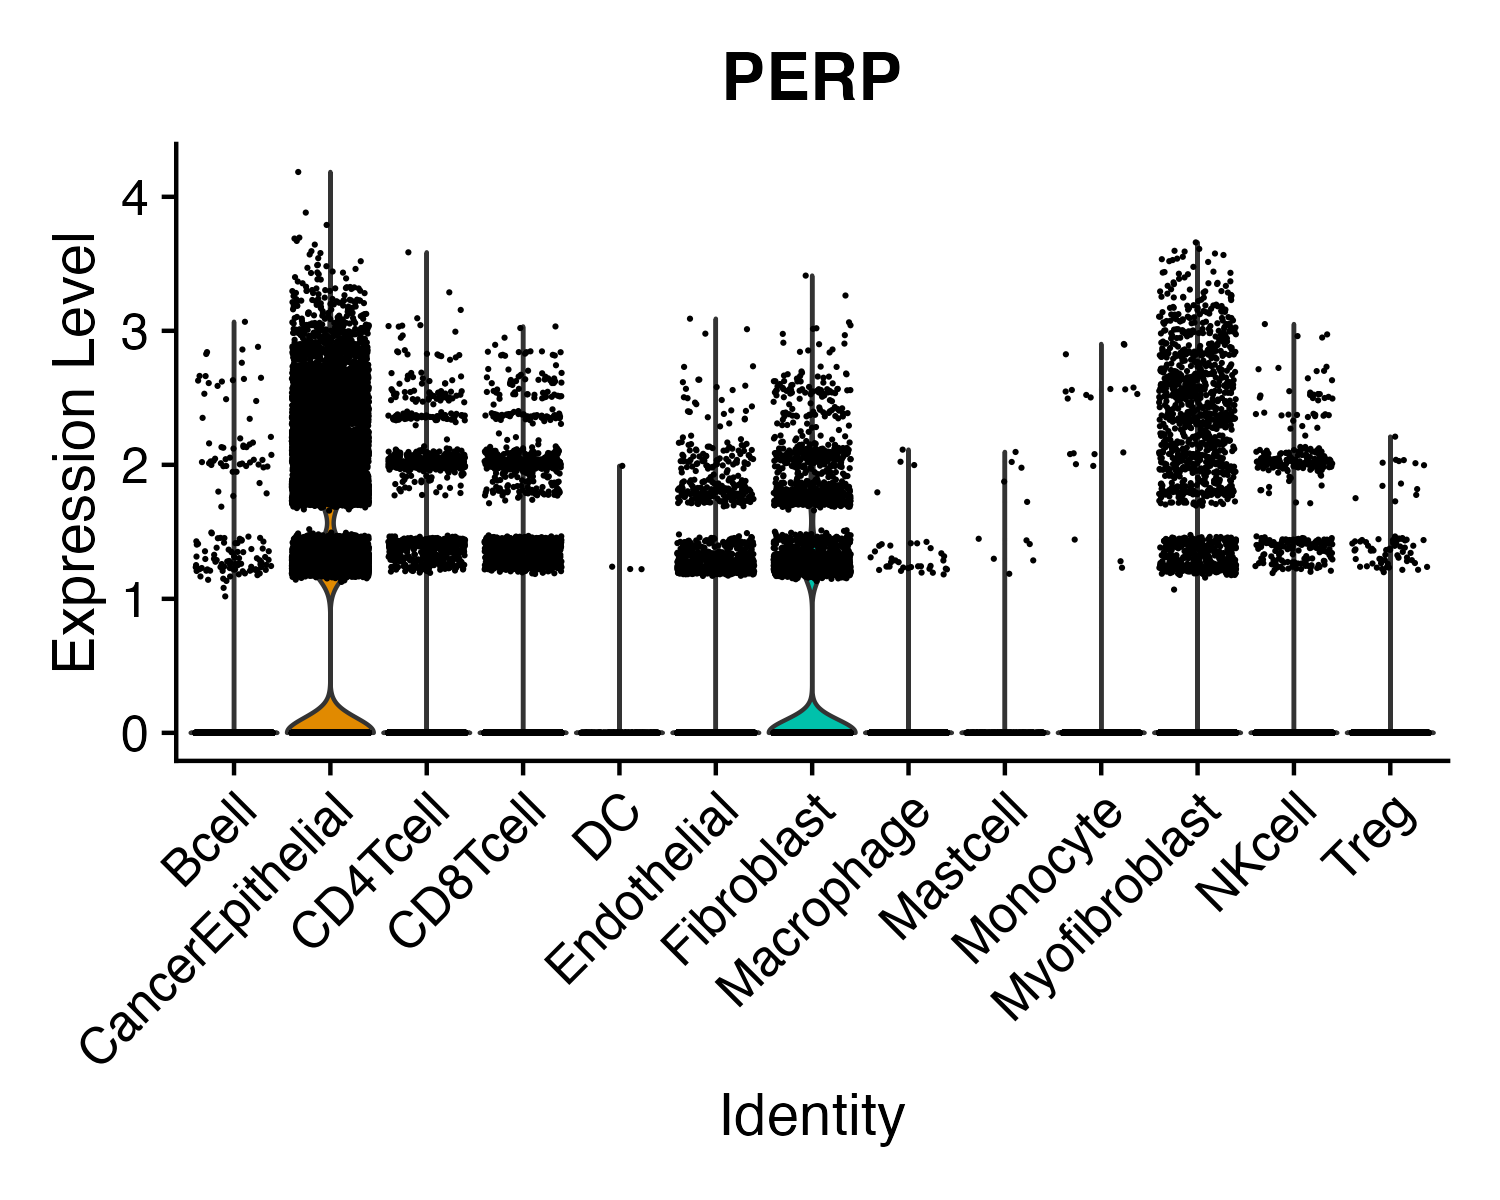 PERP
Expression Level
4
3
2
1
0
Bcell
CancerEpithelial
CD4Tcell
CD8Tcell
DC
Endothelial
Fibroblast
Macrophage
Mastcell
Monocyte
Myofibroblast
NKcell
Treg
Identity